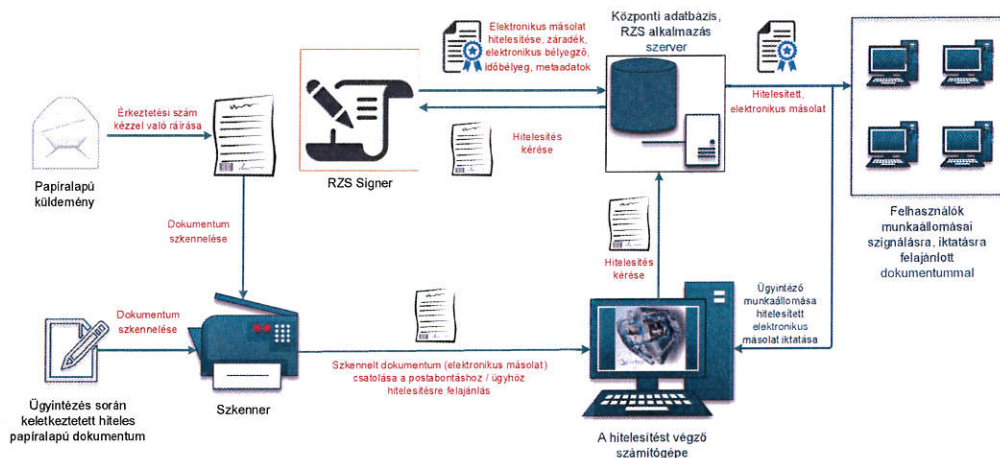 Elektronikus másolat
hitelesítése, záradék,
elektronikus bélyegző,
időbélyeg, metaadatok
Központi adatbázis,
RZS alkalmazás
szerver
Érkeztetési szám
kézzel való ráírása
Hitelesített,
elektronikus másolat
Hitelesítés
kérése
Papíralapú
küldemény
RZS Signer
Dokumentum
szkennelése
Felhasználók
munkaállomásai
szignálásra, iktatásra
felajánlott
dokumentummal
Hitelesítés
kérése
Dokumentum
szkennelése
Ügyintéző
munkaállomása
hitelesített
elektronikus
másolat iktatása
Szkennelt dokumentum (elektronikus másolat)
csatolása a postabontáshoz / ügyhöz
hitelesítésre felajánlás
Szkenner
Ügyintézés során
keletkeztetett hiteles
papíralapú dokumentum
A hitelesítést végző
számítógépe